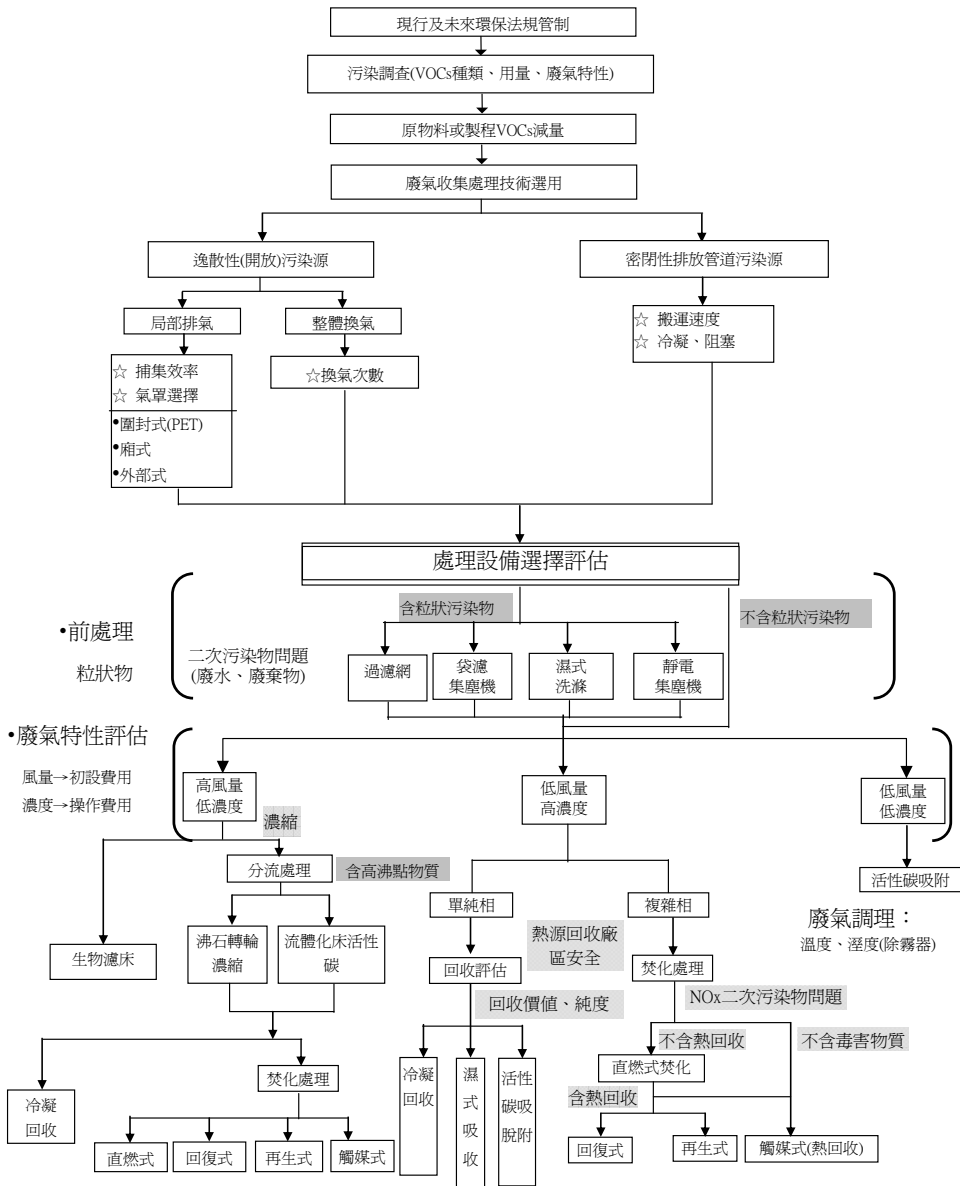 現行及未來環保法規管制
污染調查(VOCs種類、用量、廢氣特性)
原物料或製程VOCs減量
廢氣收集處理技術選用
逸散性(開放)污染源
密閉性排放管道污染源
局部排氣
整體換氣
☆ 搬運速度
☆ 冷凝、阻塞
☆ 捕集效率
☆ 氣罩選擇
☆換氣次數
•圍封式(PET)
•廂式
•外部式
處理設備選擇評估
含粒狀污染物
不含粒狀污染物
•前處理
粒狀物
二次污染物問題
(廢水、廢棄物)
過濾網
袋濾
集塵機
濕式
洗滌
靜電
集塵機
•廢氣特性評估
風量→初設費用
濃度→操作費用
高風量
低濃度
低風量
高濃度
低風量
低濃度
濃縮
分流處理
含高沸點物質
活性碳吸附
單純相
複雜相
廢氣調理：
溫度、溼度(除霧器)
生物濾床
沸石轉輪
濃縮
流體化床活性
碳
熱源回收廠
區安全
回收評估
焚化處理
回收價值、純度
NOx二次污染物問題
不含熱回收
不含毒害物質
直燃式焚化
含熱回收
冷凝
回收
焚化處理
直燃式
回復式
再生式
觸媒式
冷凝
回收
濕
式
吸
收
活性
碳吸
脫附
回復式
再生式
觸媒式(熱回收)